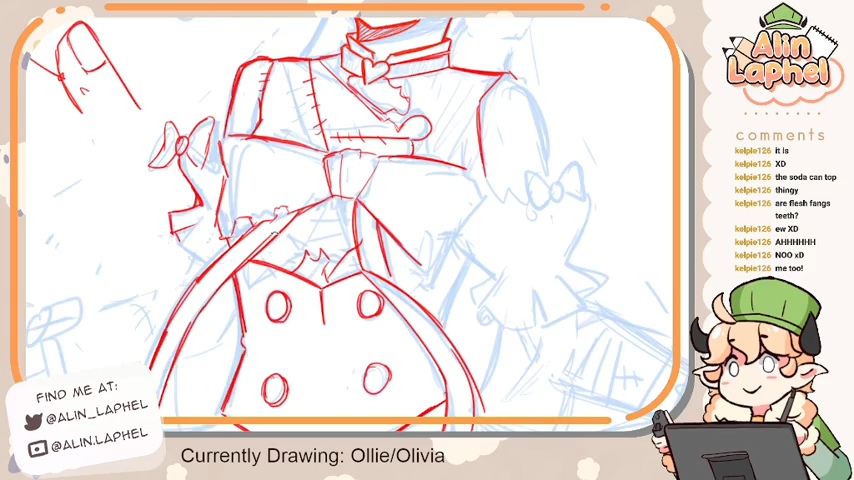 Alin
Laphel
comments
kelpie126 it is
kelpie126 XD
kelpie126 the soda can top
thingy
kelpie126 are flesh fangs
teeth?
kelpie126 ew XD
kelpie126 AHHHHHH
kelpie126 NOO xD
kelpie126 me too!
FIND ME AT:
@ALIN_LAPHEL
@ALIN.LAPHEL
Currently Drawing: Ollie/Olivia